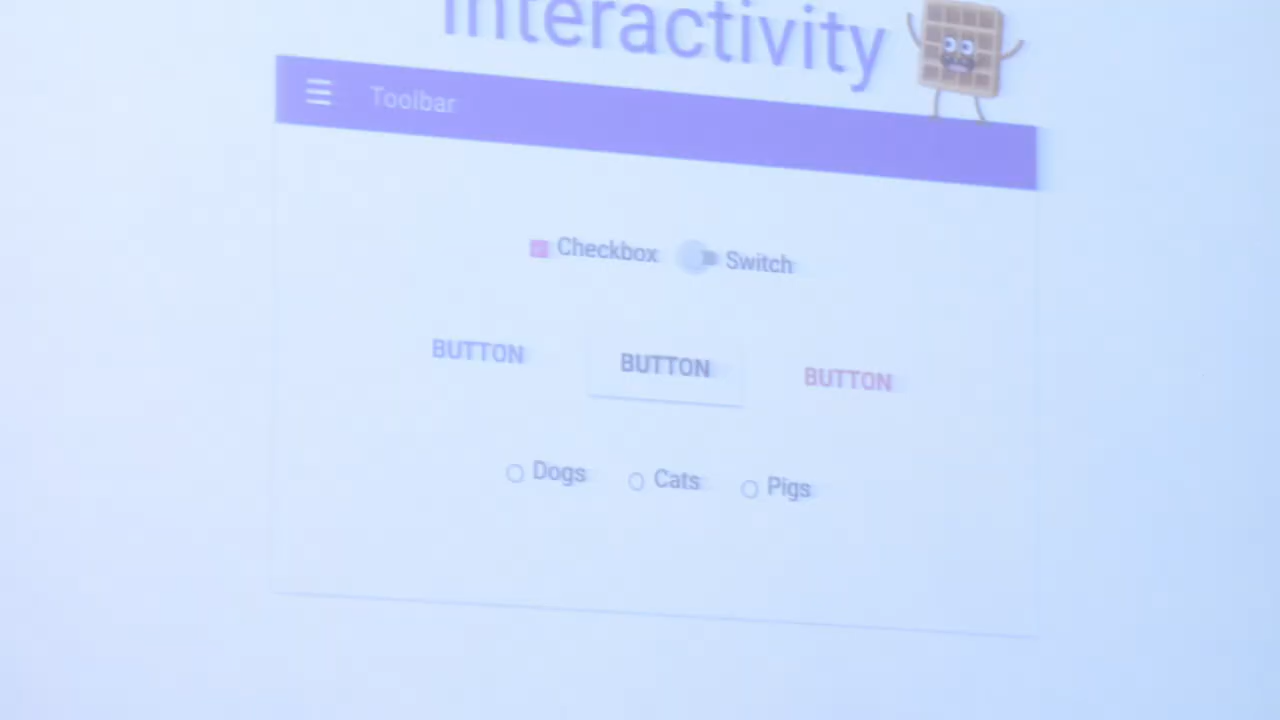 Interactivity
Toolbar
Checkbox Switch
BUTTON BUTTON BUTTON
Dogs Cats Pigs